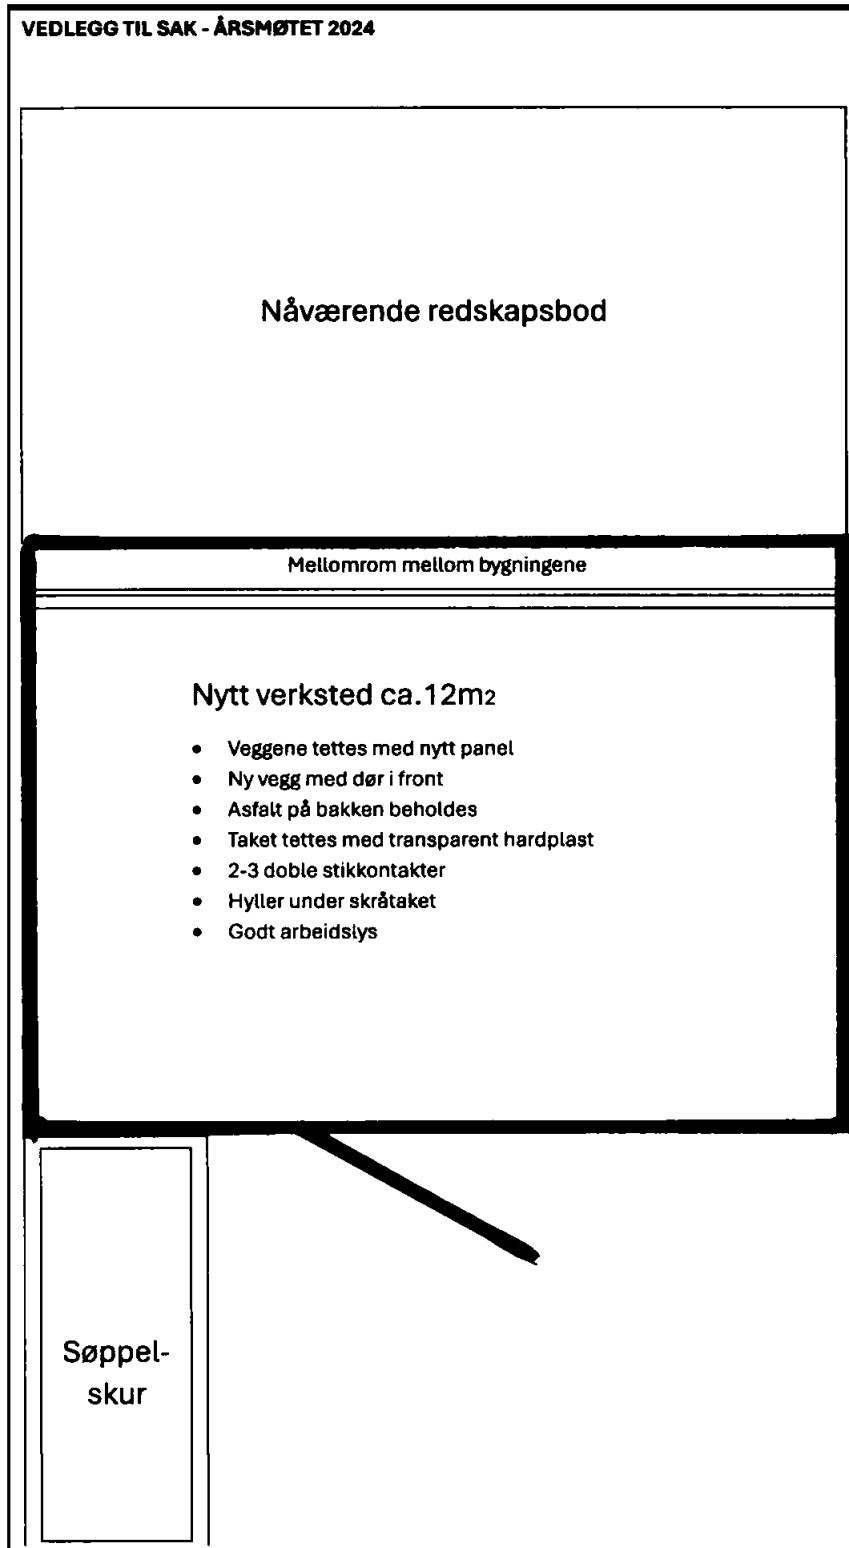 VEDLEGG TIL SAK - ÅRSMØTET 2024
Nåværende redskapsbod
Mellomrom mellom bygningene
Nytt verksted ca.12m2
• Veggene tettes med nytt panel
• Ny vegg med dør i front
• Asfalt på bakken beholdes
• Taket tettes med transparent hardplast
• 2-3 doble stikkontakter
• Hyller under skråtaket
• Godt arbeidslys
Søppel-
skur